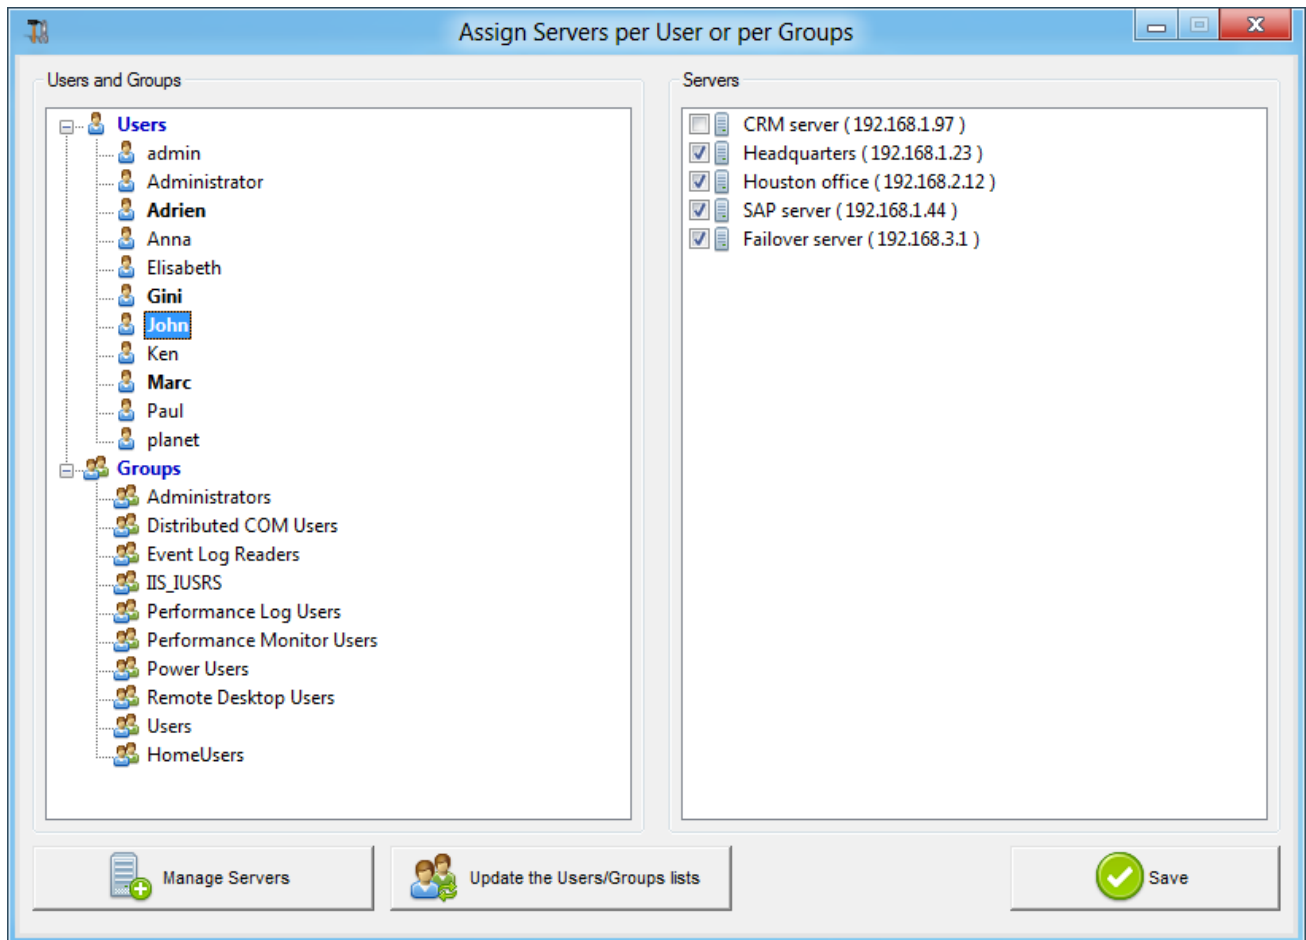 Assign Servers per User or per Groups
Users and Groups
Users
admin
Administrator
Adrien
Anna
Elisabeth
Gini
John
Ken
Marc
Paul
planet
Groups
Administrators
Distributed COM Users
Event Log Readers
IIS_IUSRS
Performance Log Users
Performance Monitor Users
Power Users
Remote Desktop Users
Users
HomeUsers
Servers
CRM server ( 192.168.1.97 )
Headquarters ( 192.168.1.23 )
Houston office ( 192.168.2.12 )
SAP server ( 192.168.1.44 )
Failover server ( 192.168.3.1 )
Manage Servers
Update the Users/Groups lists
Save